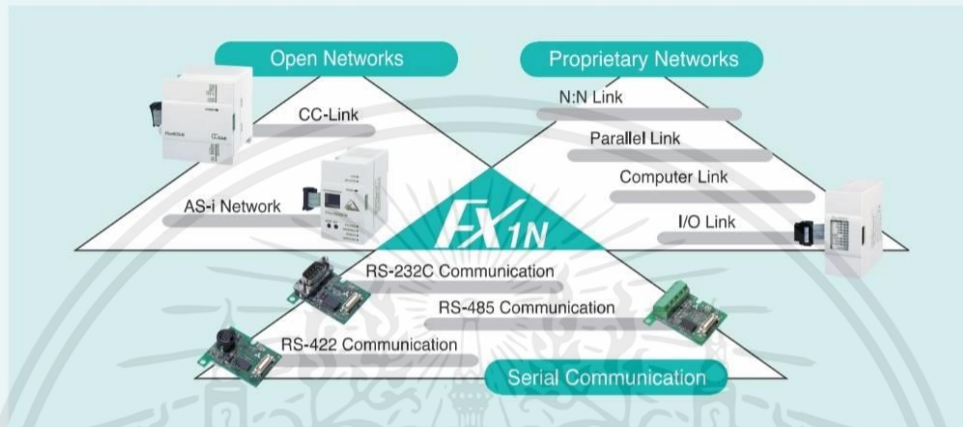 Open Networks
CC-Link
AS-i Network
Proprietary Networks
N:N Link
Parallel Link
Computer Link
I/O Link
FX1N
RS-232C Communication
RS-485 Communication
RS-422 Communication
Serial Communication